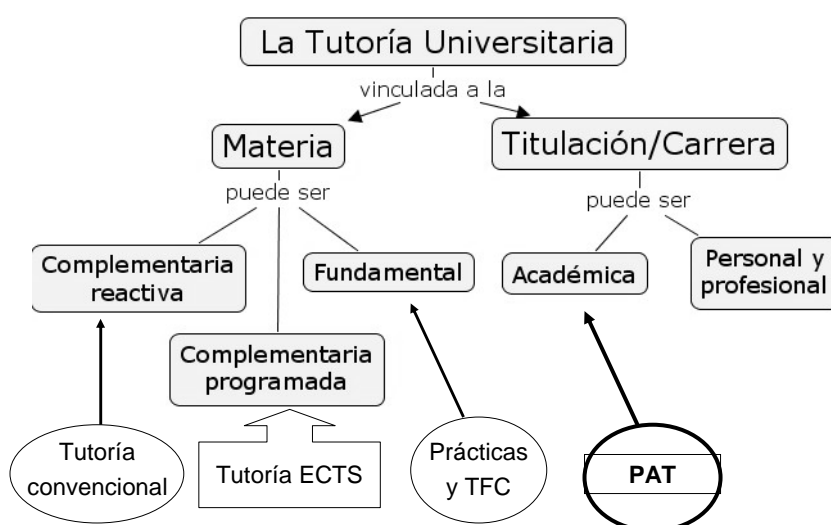 La Tutoría Universitaria
vinculada a la
Materia
Titulación/Carrera
puede ser
puede ser
Complementaria
reactiva
Fundamental
Académica
Personal y
profesional
Complementaria
programada
Tutoría
convencional
Tutoría ECTS
Prácticas
y TFC
PAT